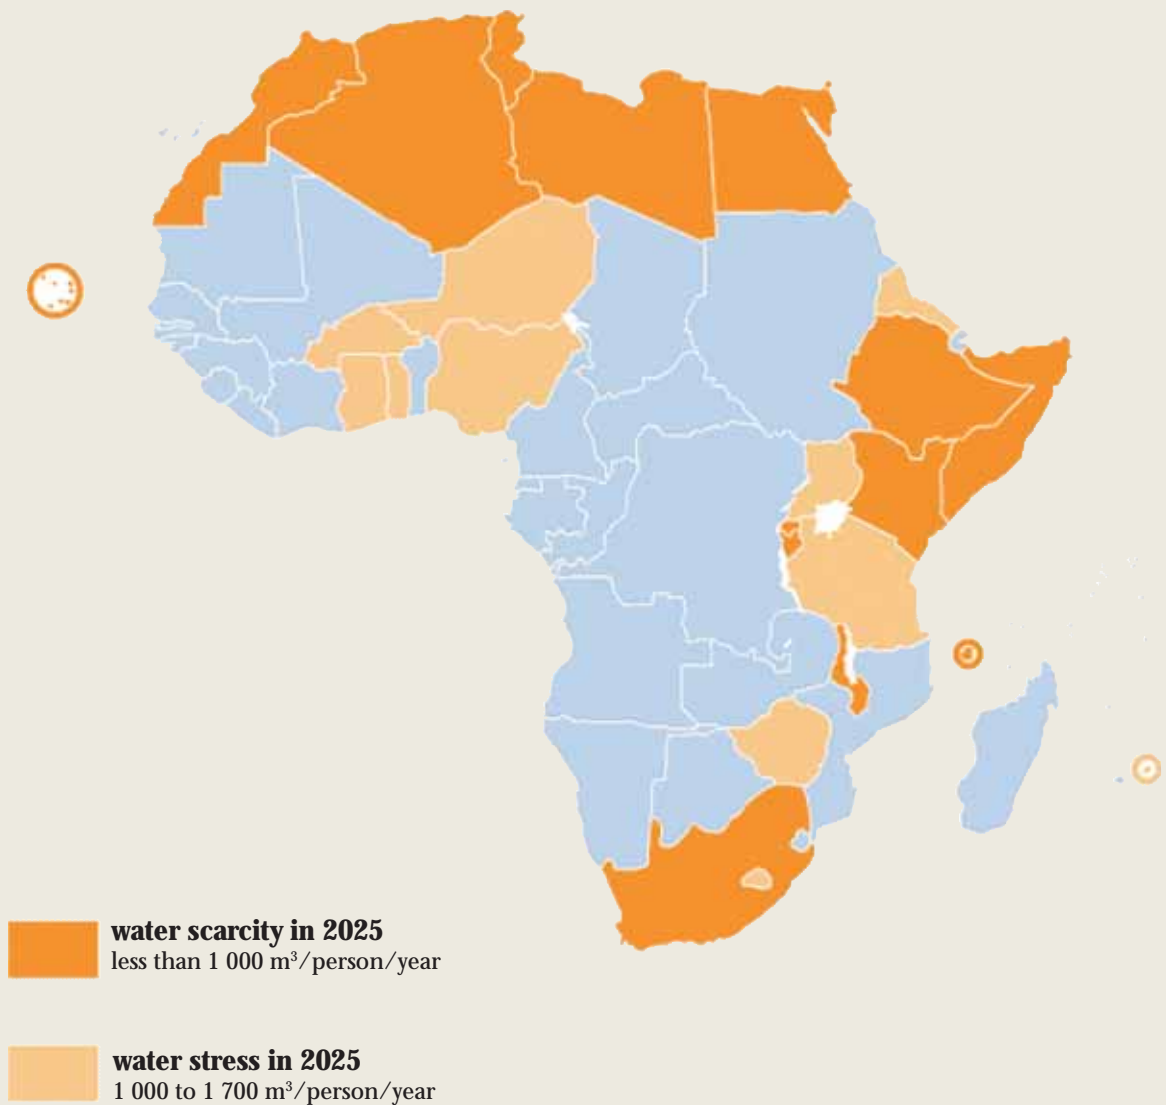 water scarcity in 2025
less than 1 000 m³/person/year
water stress in 2025
1 000 to 1 700 m³/person/year